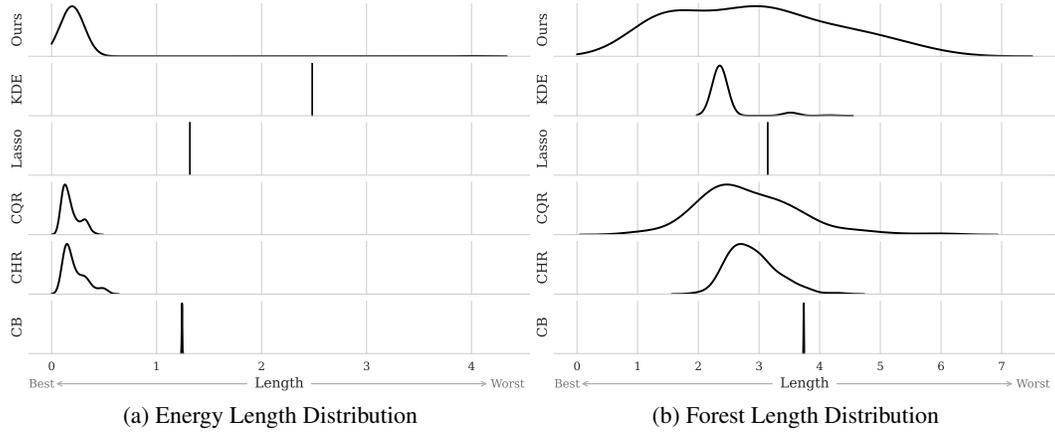 Ours
KDE
Lasso
CQR
CHR
CB
0 1 2 3 4
Best Length Worst
(a) Energy Length Distribution
Ours
KDE
Lasso
CQR
CHR
CB
0 1 2 3 4 5 6 7
Best Length Worst
(b) Forest Length Distribution